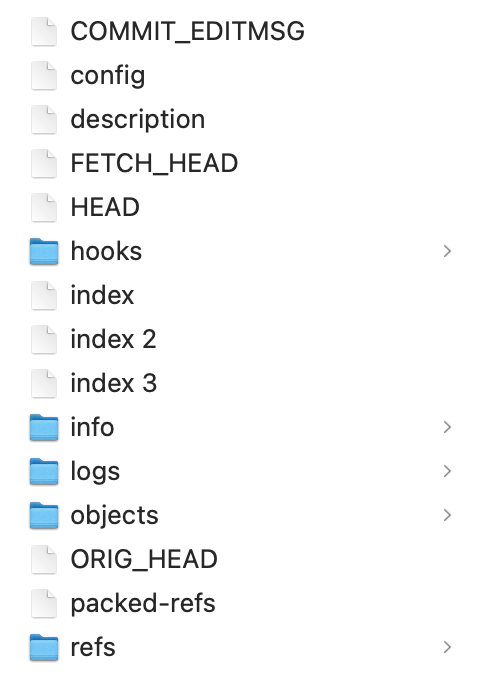 COMMIT_EDITMSG
config
description
FETCH_HEAD
HEAD
hooks
index
index 2
index 3
info
logs
objects
ORIG_HEAD
packed-refs
refs